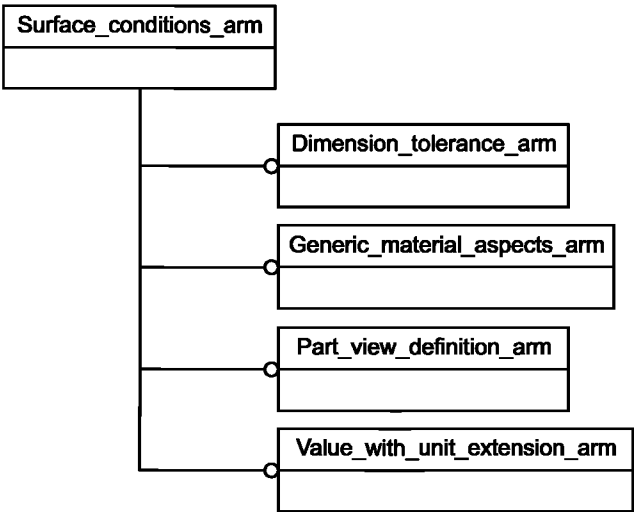 Surface_conditions_arm
Dimension_tolerance_arm
Generic_material_aspects_arm
Part_view_definition_arm
Value_with_unit_extension_arm